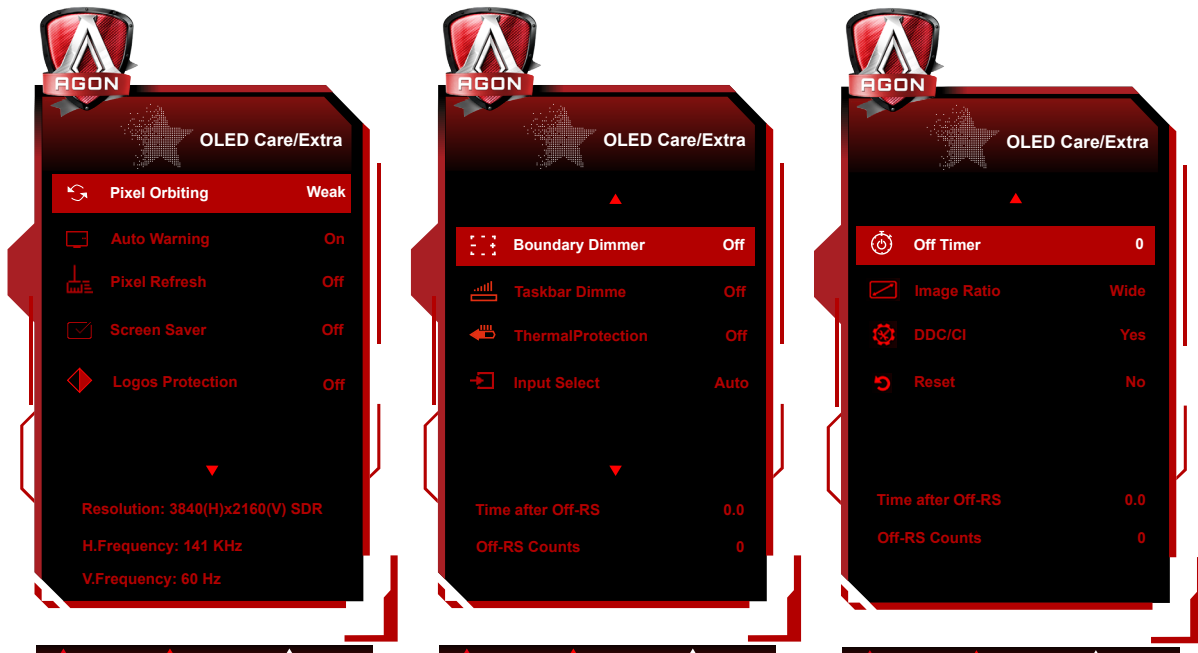 AGON
OLED Care/Extra
Pixel Orbiting Weak
Auto Warning On
Pixel Refresh Off
Screen Saver Off
Logos Protection Off
Resolution: 3840(H)x2160(V) SDR
H.Frequency: 141 KHz
V.Frequency: 60 Hz
AGON
OLED Care/Extra
Boundary Dimmer Off
Taskbar Dimme Off
ThermalProtection Off
Input Select Auto
Time after Off-RS 0.0
Off-RS Counts 0
AGON
OLED Care/Extra
Off Timer 0
Image Ratio Wide
DDC/CI Yes
Reset No
Time after Off-RS 0.0
Off-RS Counts 0